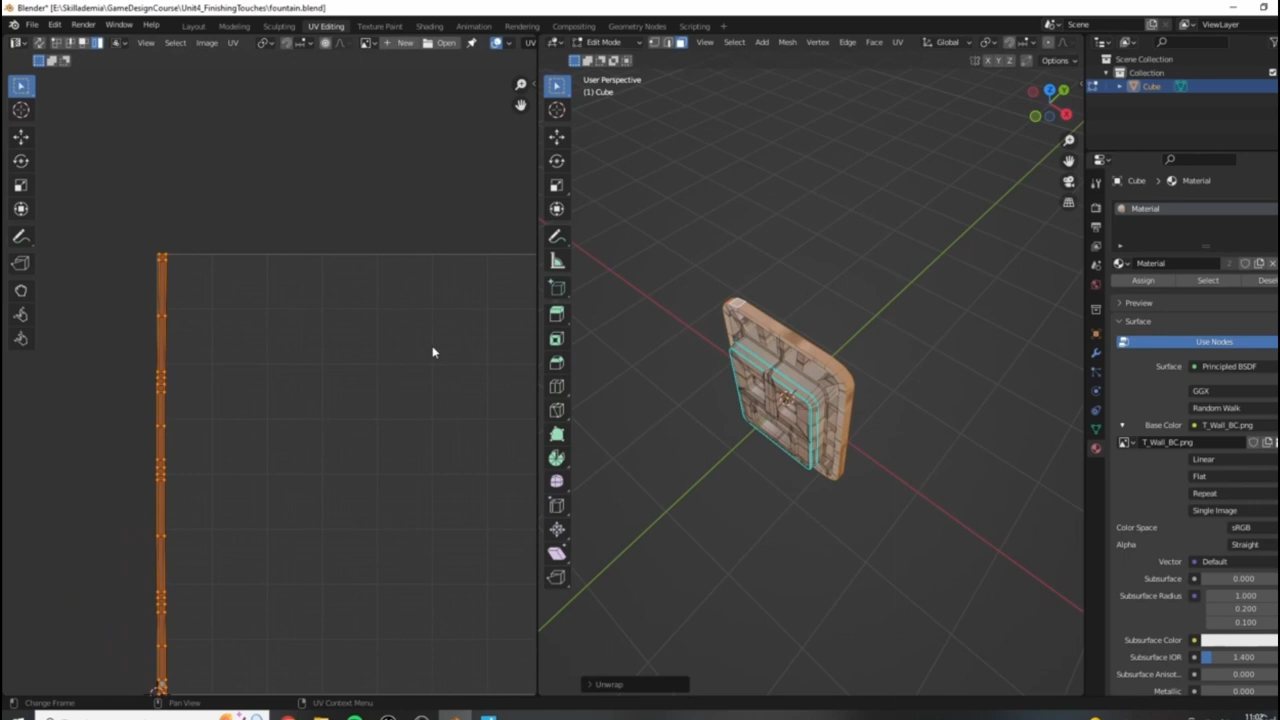 Blender* [E:\Skillademia\GameDesignCourse\Unit4_FinishingTouches\fountain.blend]
File Edit Render Window Help Layout Modeling Sculpting UV Editing Texture Paint Shading Animation Rendering Compositing Geometry Nodes Scripting + Scene ViewLayer
View Select Image UV + New Open UV Edit Mode View Select Add Mesh Vertex Edge Face UV Global
X Y Z Options
Scene Collection
Collection
Cube
User Perspective
(1) Cube
Z Y X
Cube > Material
Material
Material 2
Assign Select Dese
Preview
Surface
Use Nodes
Surface Principled BSDF
GGX
Random Walk
Base Color T_Wall_BC.png
T_Wall_BC.png
Linear
Flat
Repeat
Single Image
Color Space sRGB
Alpha Straight
Vector Default
Subsurface 0.000
Subsurface Radius 1.000
0.200
0.100
Subsurface Color
Subsurface IOR 1.400
Subsurface Anisot... 0.000
Metallic 0.000
> Unwrap
Change Frame Pan View UV Context Menu